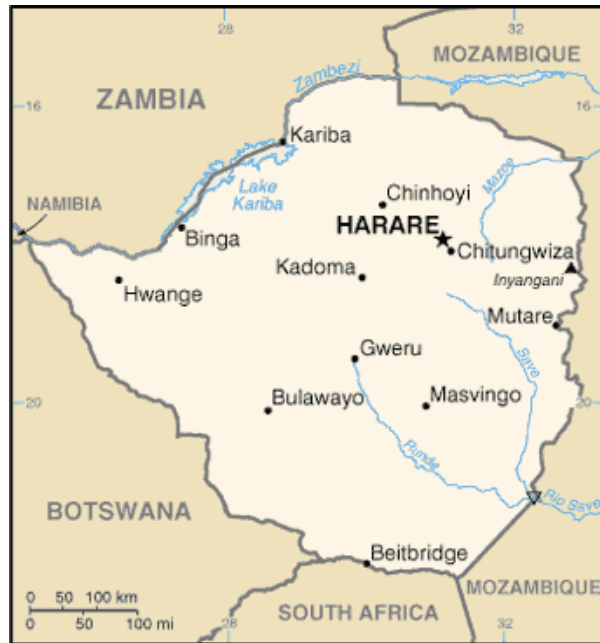 28
32
MOZAMBIQUE
Zambezi
ZAMBIA
16
16
Kariba
Lake
Kariba
Mazoe
Chinhoyi
NAMIBIA
HARARE
Binga
Chitungwiza
Kadoma
Inyangani
Hwange
Mutare
Gweru
Save
20
Bulawayo
Masvingo
20
Runde
Rio Save
BOTSWANA
Beitbridge
MOZAMBIQUE
0 50 100 km
0 50 100 mi
SOUTH AFRICA
28
32